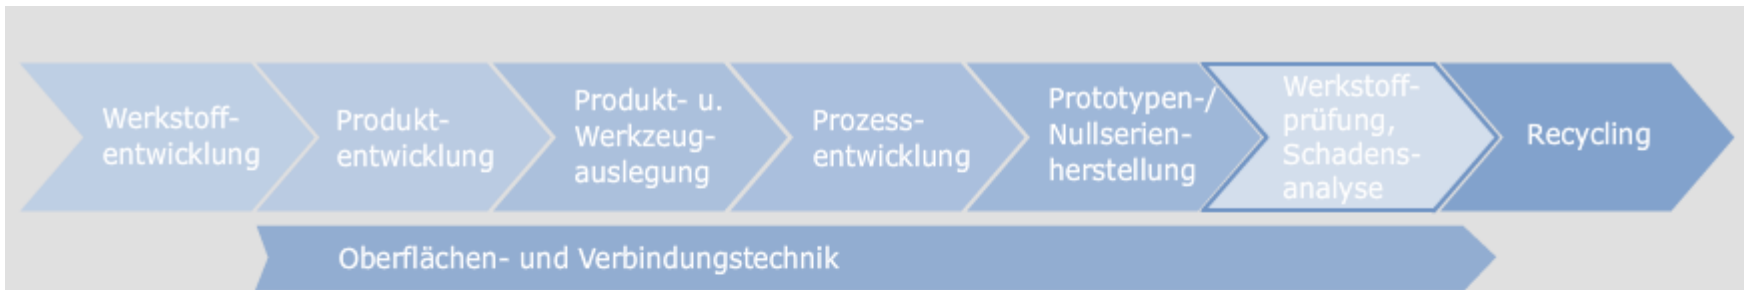 Werkstoff-
entwicklung
Produkt-
entwicklung
Produkt- u.
Werkzeug-
auslegung
Prozess-
entwicklung
Prototypen-/
Nullserien-
herstellung
Werkstoff-
prüfung,
Schadens-
analyse
Recycling
Oberflächen- und Verbindungstechnik